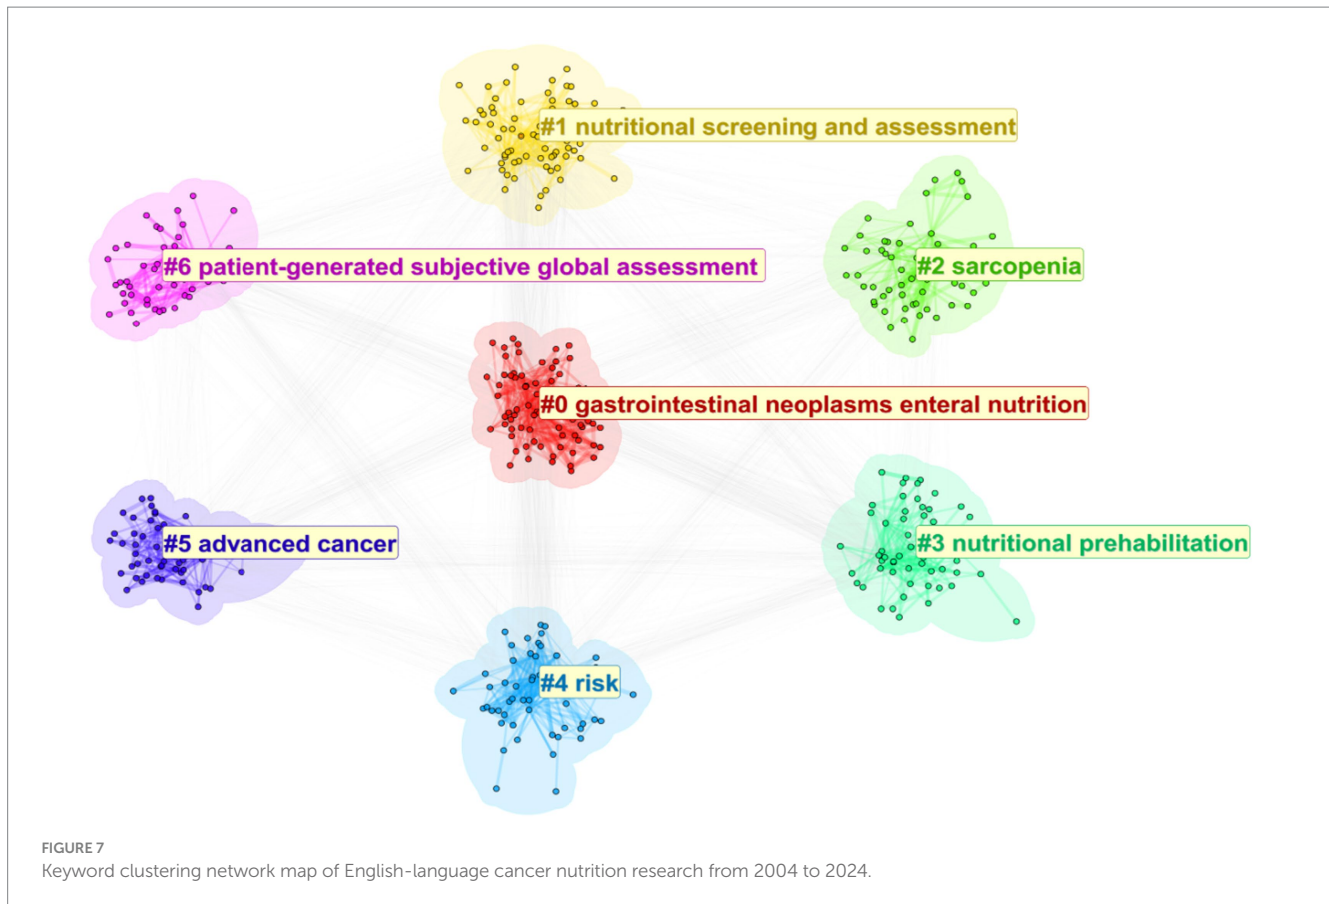 #1 nutritional screening and assessment
#6 patient-generated subjective global assessment
#2 sarcopenia
#0 gastrointestinal neoplasms enteral nutrition
#5 advanced cancer
#3 nutritional prehabilitation
#4 risk
FIGURE 7
Keyword clustering network map of English-language cancer nutrition research from 2004 to 2024.